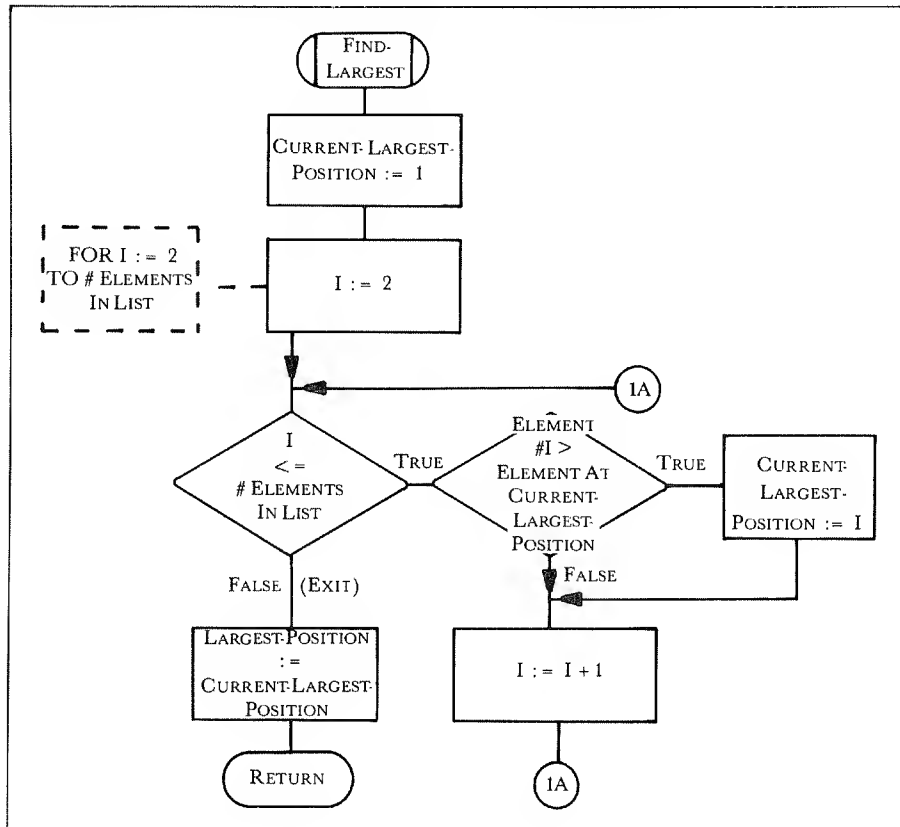 FIND-
LARGEST
CURRENT-LARGEST-
POSITION := 1
FOR I := 2
TO # ELEMENTS
IN LIST
I := 2
1A
I
<=
# ELEMENTS
IN LIST
TRUE
ELEMENT
#I >
ELEMENT AT
CURRENT-
LARGEST-
POSITION
TRUE
CURRENT-
LARGEST-
POSITION := I
FALSE (EXIT)
FALSE
LARGEST-POSITION
:=
CURRENT-LARGEST-
POSITION
I := I + 1
RETURN
1A